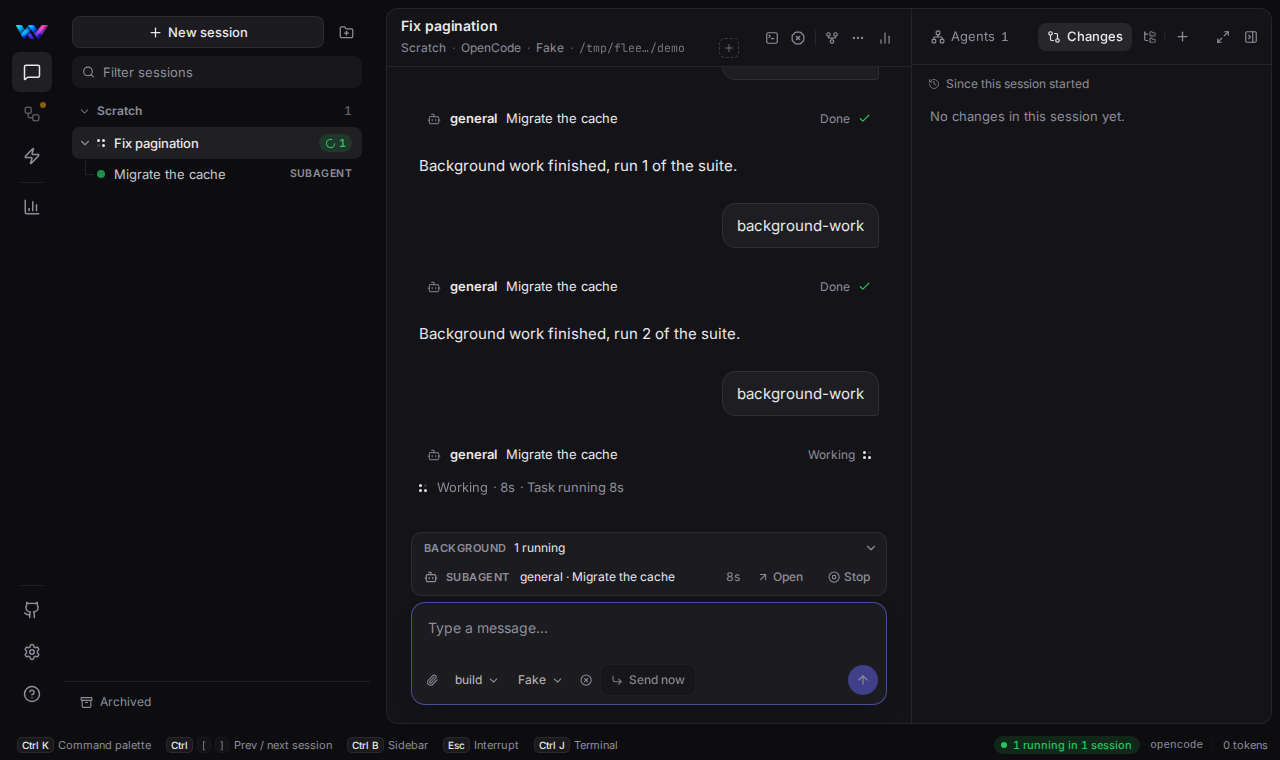 New session
Filter sessions
Scratch 1
Fix pagination 1
Migrate the cache SUBAGENT
Archived
Fix pagination
Scratch · OpenCode · Fake · /tmp/flee…/demo
general Migrate the cache Done
Background work finished, run 1 of the suite.
background-work
general Migrate the cache Done
Background work finished, run 2 of the suite.
background-work
general Migrate the cache Working
Working · 8s · Task running 8s
BACKGROUND 1 running
SUBAGENT general · Migrate the cache 8s Open Stop
Type a message...
build Fake Send now
Agents 1 Changes
Since this session started
No changes in this session yet.
Ctrl K Command palette Ctrl [ ] Prev / next session Ctrl B Sidebar Esc Interrupt Ctrl J Terminal 1 running in 1 session opencode 0 tokens